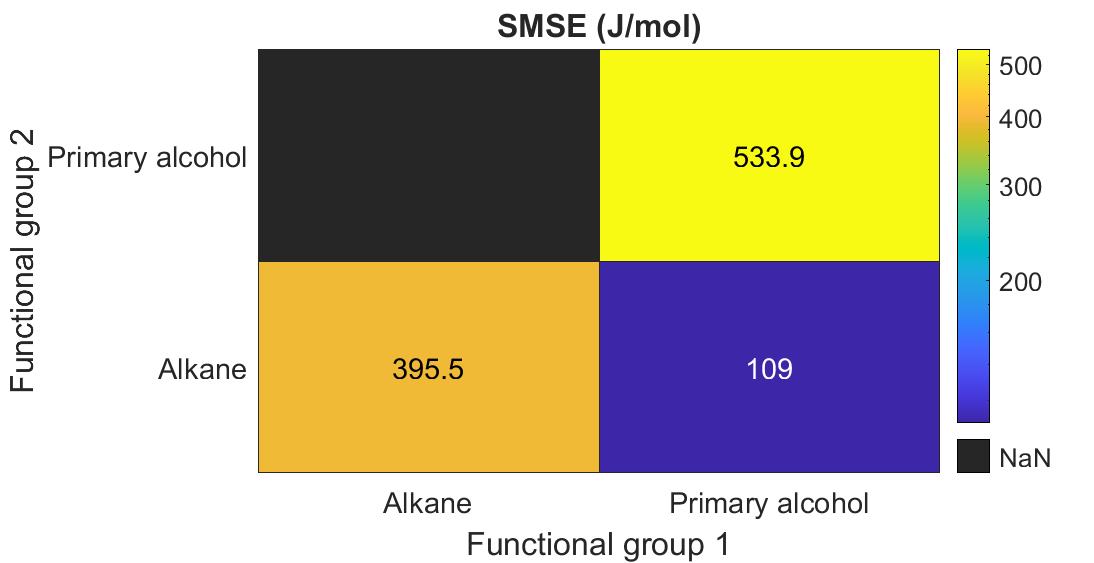 SMSE (J/mol)
Functional group 2
Primary alcohol
533.9
Alkane
395.5
109
500
400
300
200
NaN
Alkane
Primary alcohol
Functional group 1